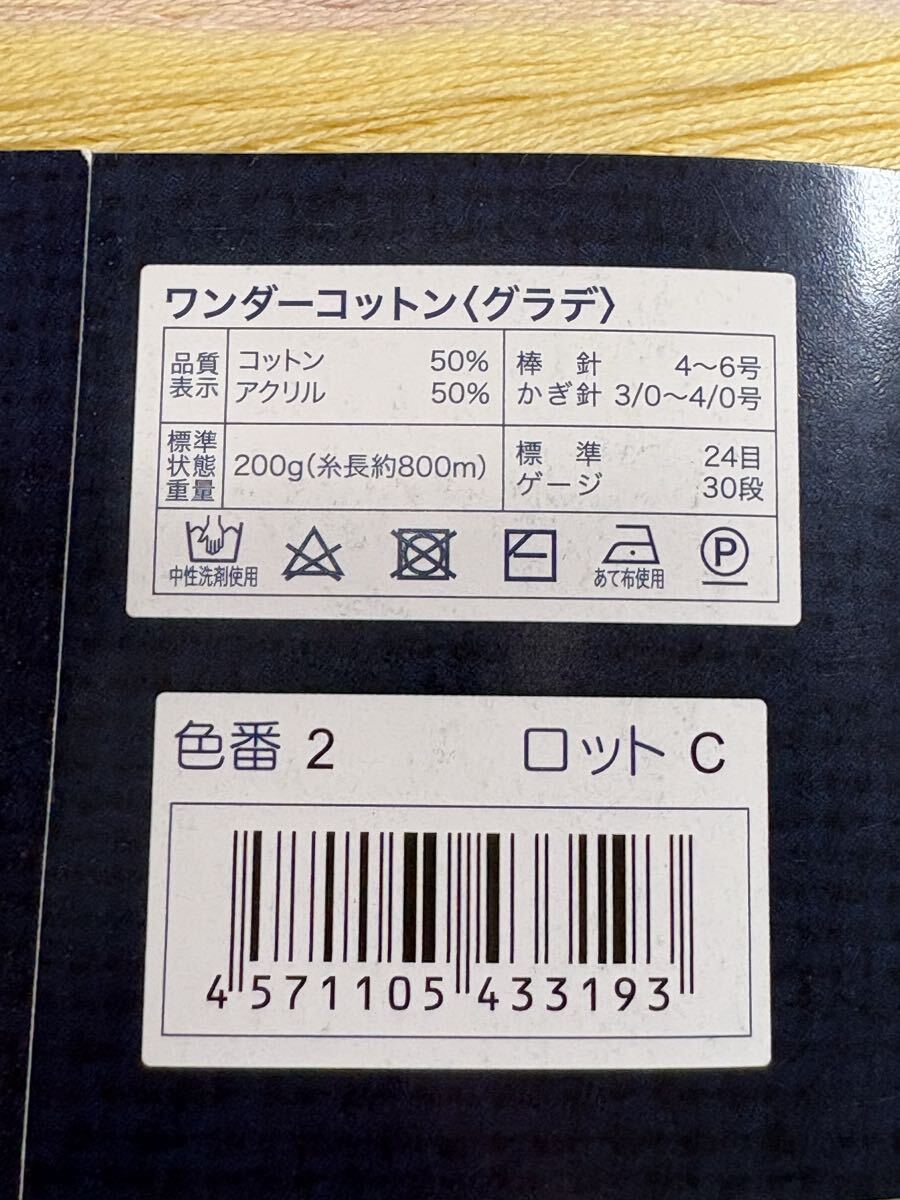 ワンダーコットン〈グラデ〉
品質表示
コットン 50%
アクリル 50%
棒針 4〜6号
かぎ針 3/0〜4/0号
標準状態重量
200g(糸長約800m)
標準ゲージ
24目
30段
中性洗剤使用
あて布使用
P
色番 2 ロット C
4 571105 433193